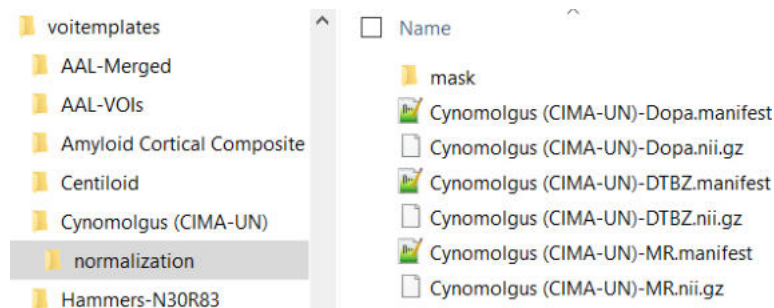 voitemplates
AAL-Merged
AAL-VOIs
Amyloid Cortical Composite
Centiloid
Cynomolgus (CIMA-UN)
normalization
Hammers-N30R83
Name
mask
Cynomolgus (CIMA-UN)-Dopa.manifest
Cynomolgus (CIMA-UN)-Dopa.nii.gz
Cynomolgus (CIMA-UN)-DTBZ.manifest
Cynomolgus (CIMA-UN)-DTBZ.nii.gz
Cynomolgus (CIMA-UN)-MR.manifest
Cynomolgus (CIMA-UN)-MR.nii.gz